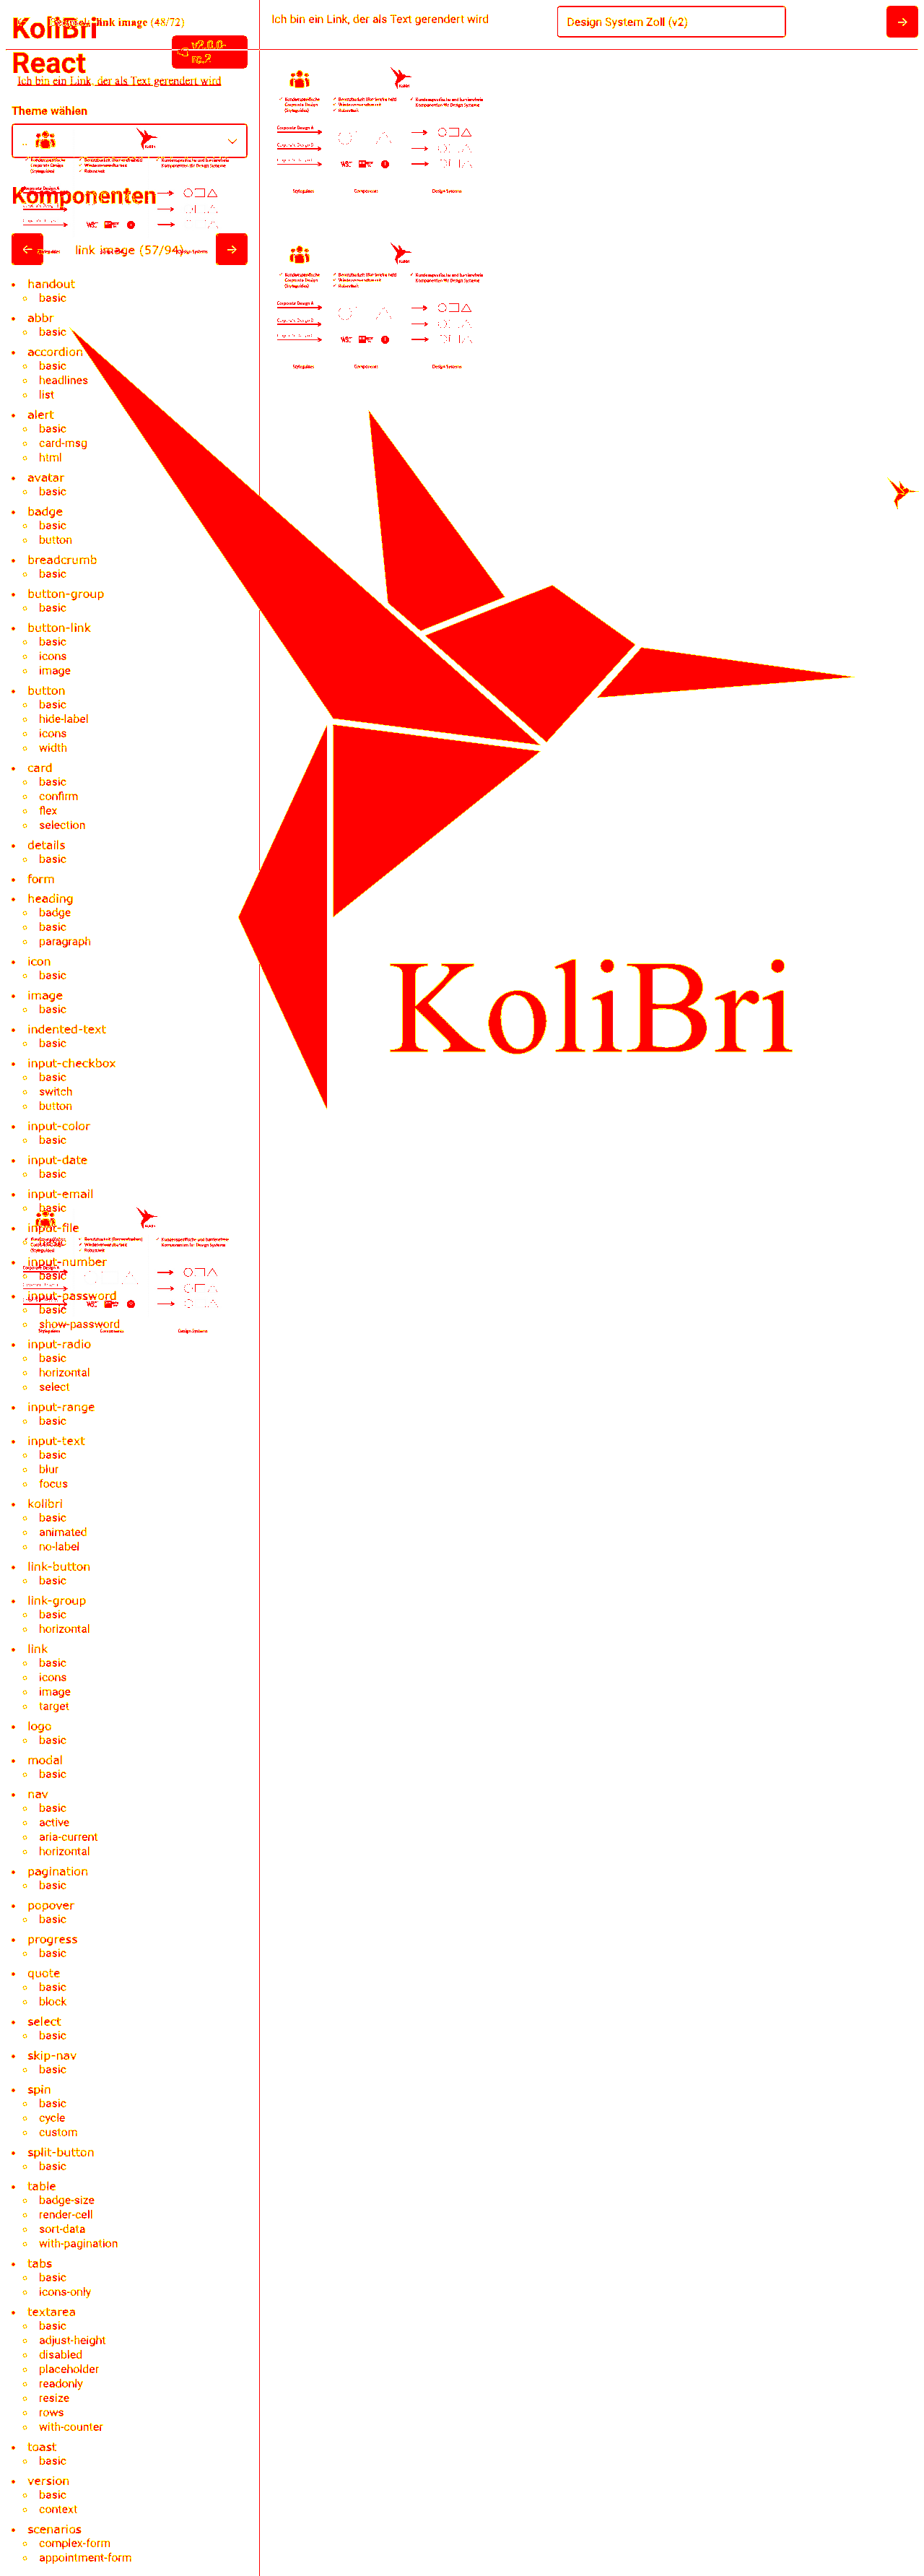 KoliBri
link image (48/72)
React
v2.0.0-
rc.2
Ich bin ein Link, der als Text gerendert wird
Theme wählen
Komponenten
link image (57/94)
handout
basic
abbr
basic
accordion
basic
headlines
list
alert
basic
card-msg
html
avatar
basic
badge
basic
button
breadcrumb
basic
button-group
basic
button-link
basic
icons
image
button
basic
hide-label
icons
width
card
basic
confirm
flex
selection
details
basic
form
heading
badge
basic
paragraph
icon
basic
image
basic
indented-text
basic
input-checkbox
basic
switch
button
input-color
basic
input-date
basic
input-email
basic
input-file
basic
input-number
basic
input-password
basic
show-password
input-radio
basic
horizontal
select
input-range
basic
input-text
basic
blur
focus
kolibri
basic
animated
no-label
link-button
basic
link-group
basic
horizontal
link
basic
icons
image
target
logo
basic
modal
basic
nav
basic
active
aria-current
horizontal
pagination
basic
popover
basic
progress
basic
quote
basic
block
select
basic
skip-nav
basic
spin
basic
cycle
custom
split-button
basic
table
badge-size
render-cell
sort-data
with-pagination
tabs
basic
icons-only
textarea
basic
adjust-height
disabled
placeholder
readonly
resize
rows
with-counter
toast
basic
version
basic
context
scenarios
complex-form
appointment-form
Ich bin ein Link, der als Text gerendert wird
Design System Zoll (v2)
KoliBri